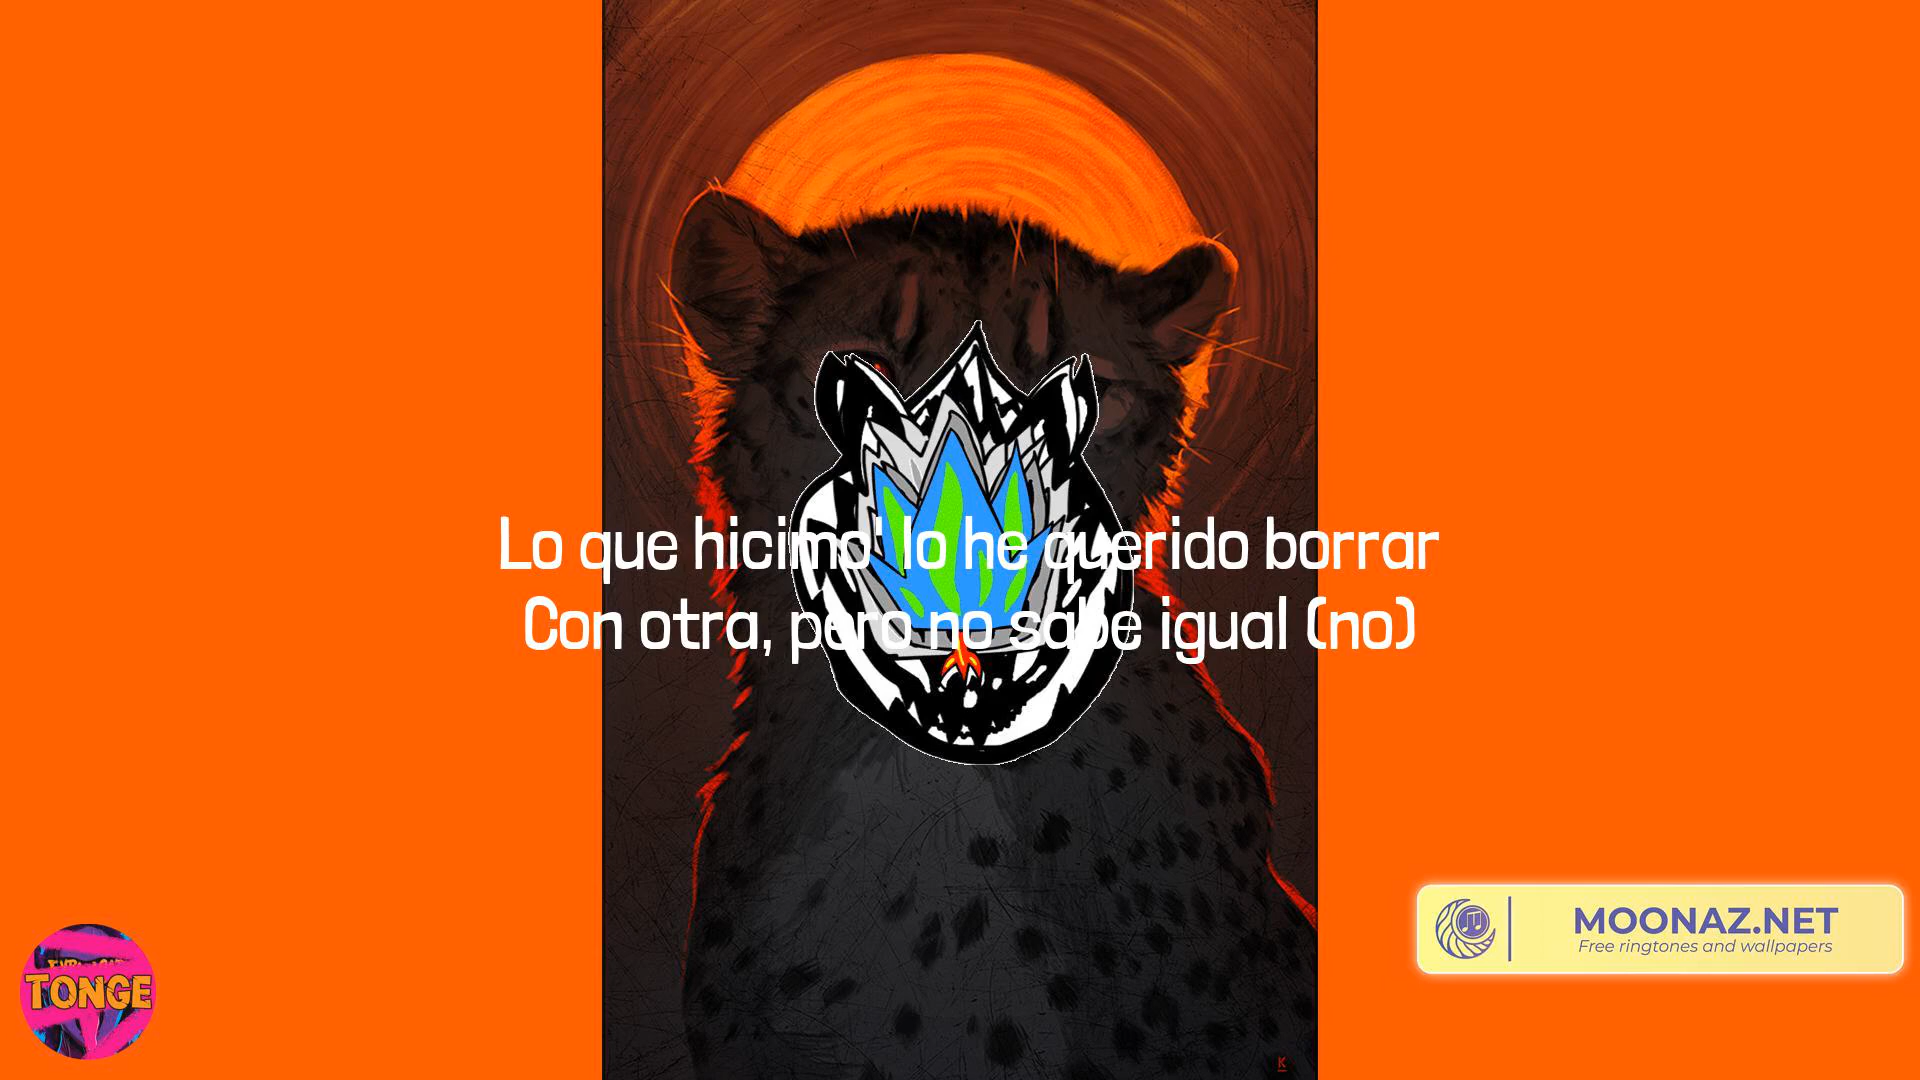 Lo que hicimo' lo he querido borrar
Con otra, pero no sabe igual (no)
MOONAZ.NET
Free ringtones and wallpapers
TONGE
K